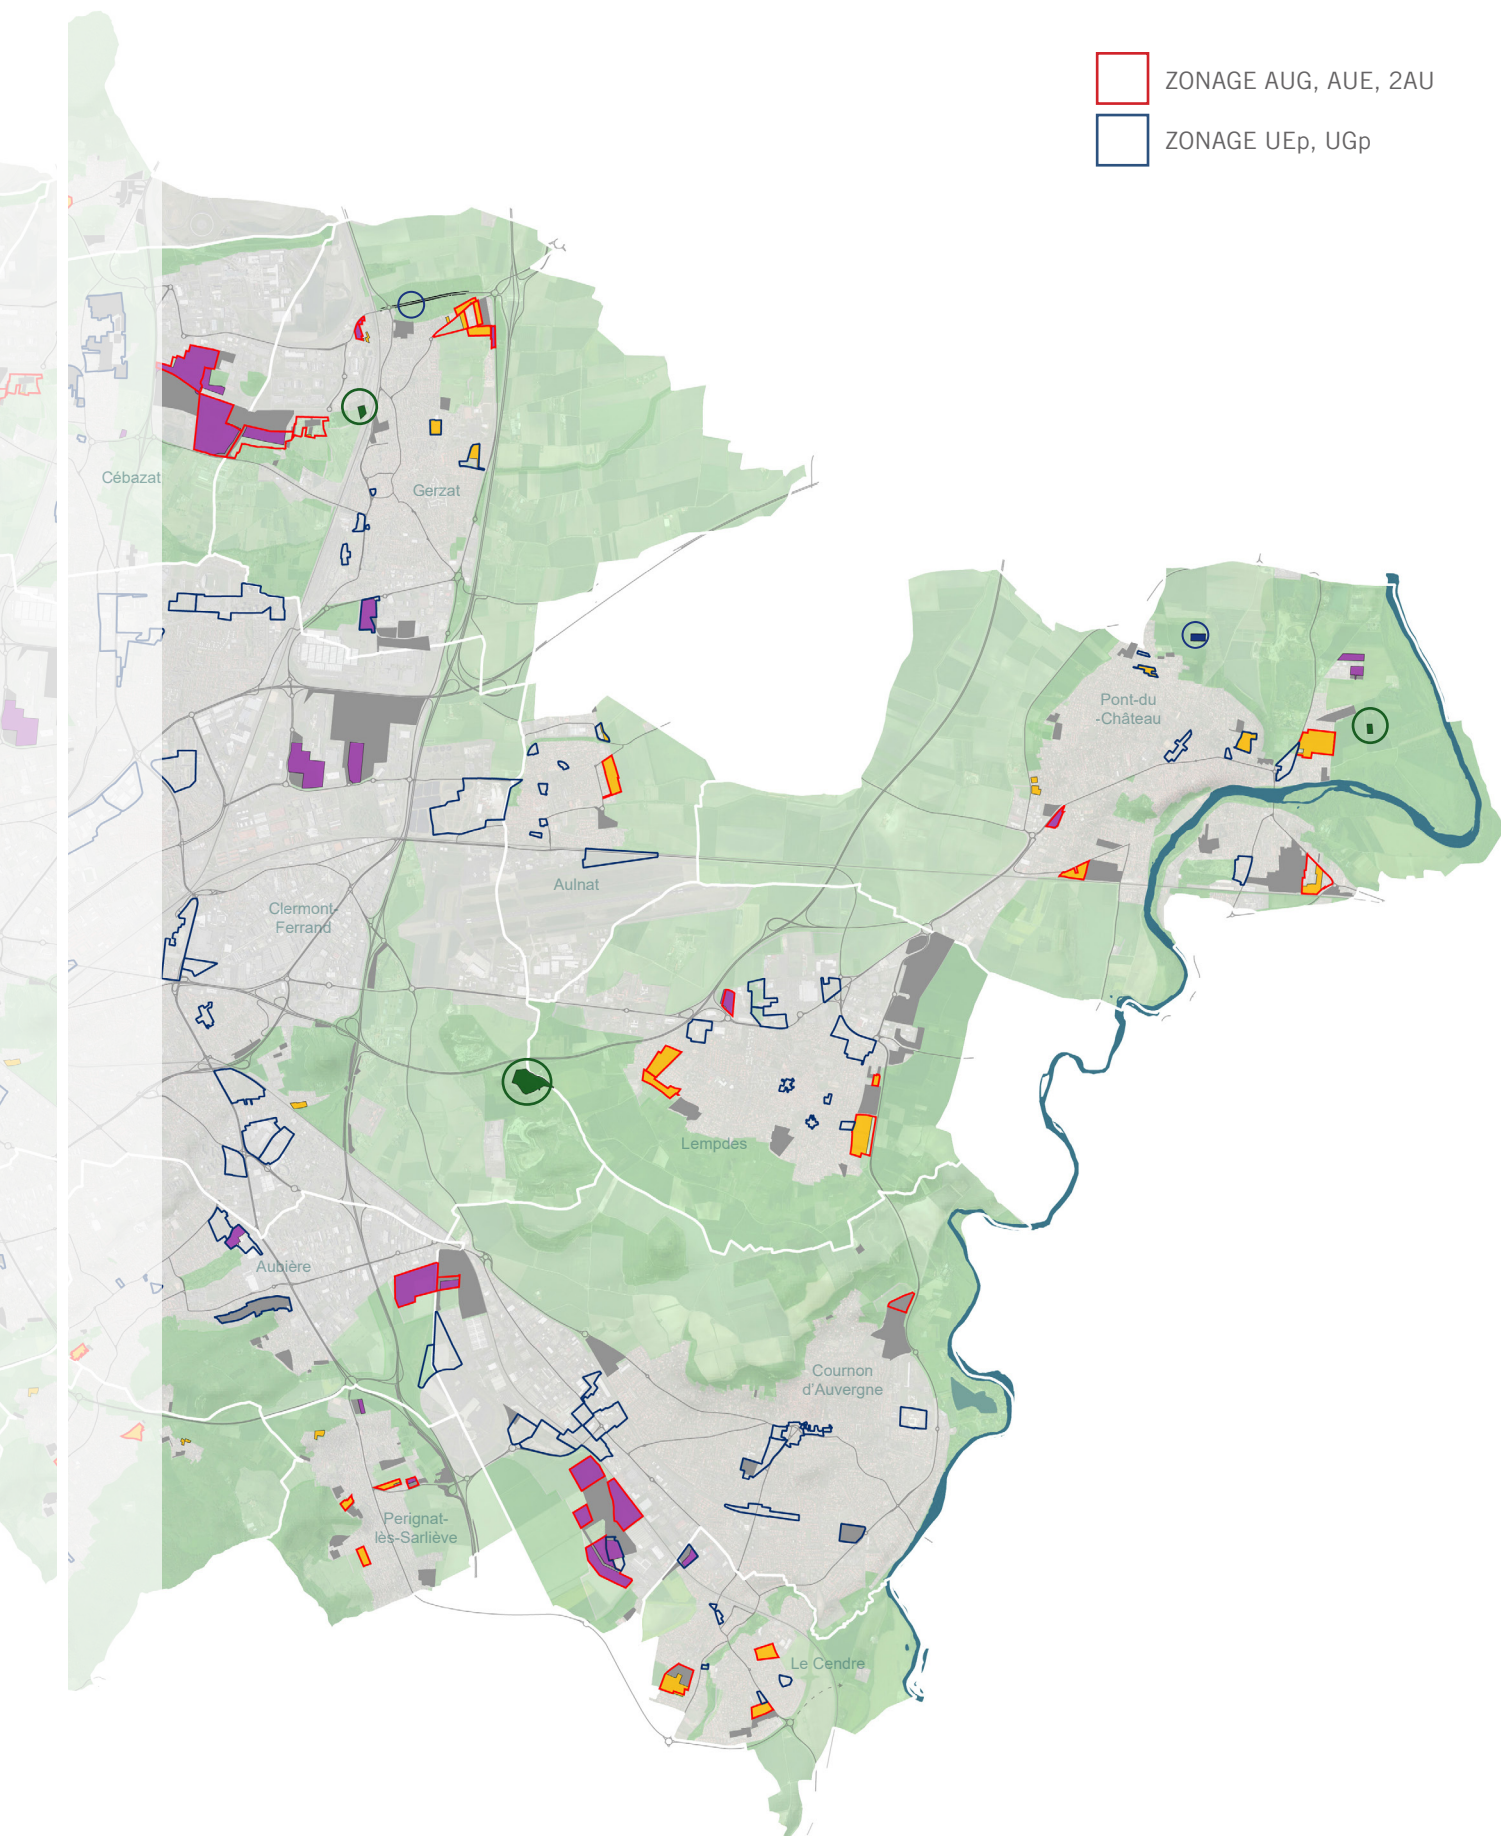 ZONAGE AUG, AUE, 2AU
ZONAGE UEp, UGp
Cébazat
Gerzat
Pont-du
-Château
Aulnat
Clermont-
Ferrand
Lempdes
Aubière
Cournon
d'Auvergne
Perignat-
lès-Sarliève
Le Cendre